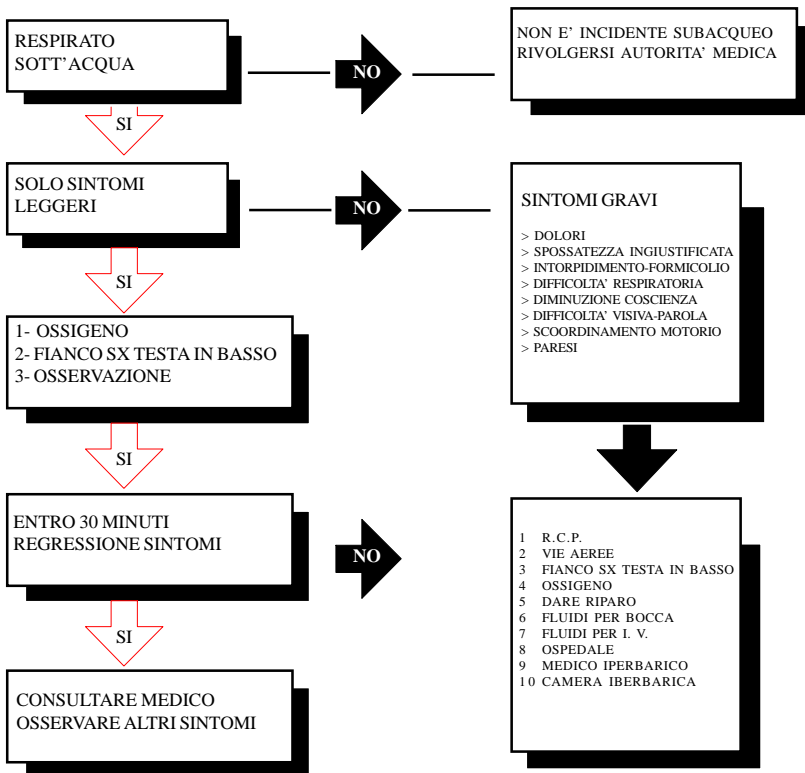 RESPIRATO
SOTT'ACQUA
NO
NON E' INCIDENTE SUBACQUEO
RIVOLGERSI AUTORITA' MEDICA
SI
SOLO SINTOMI
LEGGERI
NO
SINTOMI GRAVI
> DOLORI
> SPOSSATEZZA INGIUSTIFICATA
> INTORPIDIMENTO-FORMICOLIO
> DIFFICOLTA' RESPIRATORIA
> DIMINUZIONE COSCIENZA
> DIFFICOLTA' VISIVA-PAROLA
> SCOORDINAMENTO MOTORIO
> PARESI
SI
1- OSSIGENO
2- FIANCO SX TESTA IN BASSO
3- OSSERVAZIONE
SI
ENTRO 30 MINUTI
REGRESSIONE SINTOMI
NO
1 R.C.P.
2 VIE AEREE
3 FIANCO SX TESTA IN BASSO
4 OSSIGENO
5 DARE RIPARO
6 FLUIDI PER BOCCA
7 FLUIDI PER I. V.
8 OSPEDALE
9 MEDICO IPERBARICO
10 CAMERA IBERBARICA
SI
CONSULTARE MEDICO
OSSERVARE ALTRI SINTOMI